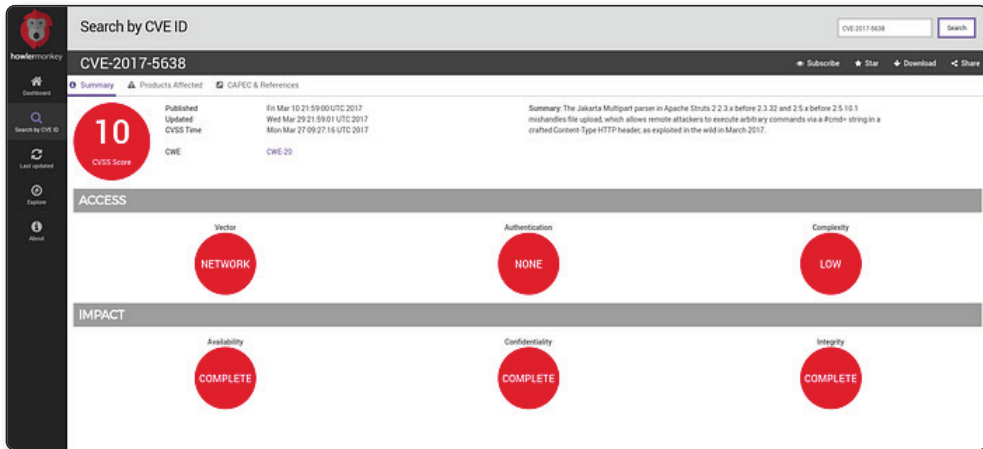 Search by CVE ID
CVE-2017-5638
Search
howlermonkey
CVE-2017-5638
Subscribe
Star
Download
Share
Dashboard
Summary
Products Affected
CAPEC & References
Search by CVE ID
Last updated
Explore
About
10
CVSS Score
Published Fri Mar 10 21:59:00 UTC 2017
Updated Wed Mar 29 21:59:01 UTC 2017
CVSS Time Mon Mar 27 09:27:16 UTC 2017
CWE CWE-20
Summary: The Jakarta Multipart parser in Apache Struts 2 2.3.x before 2.3.32 and 2.5.x before 2.5.10.1
mishandles file upload, which allows remote attackers to execute arbitrary commands via a #cmd= string in a
crafted Content-Type HTTP header, as exploited in the wild in March 2017.
ACCESS
Vector
NETWORK
Authentication
NONE
Complexity
LOW
IMPACT
Availability
COMPLETE
Confidentiality
COMPLETE
Integrity
COMPLETE